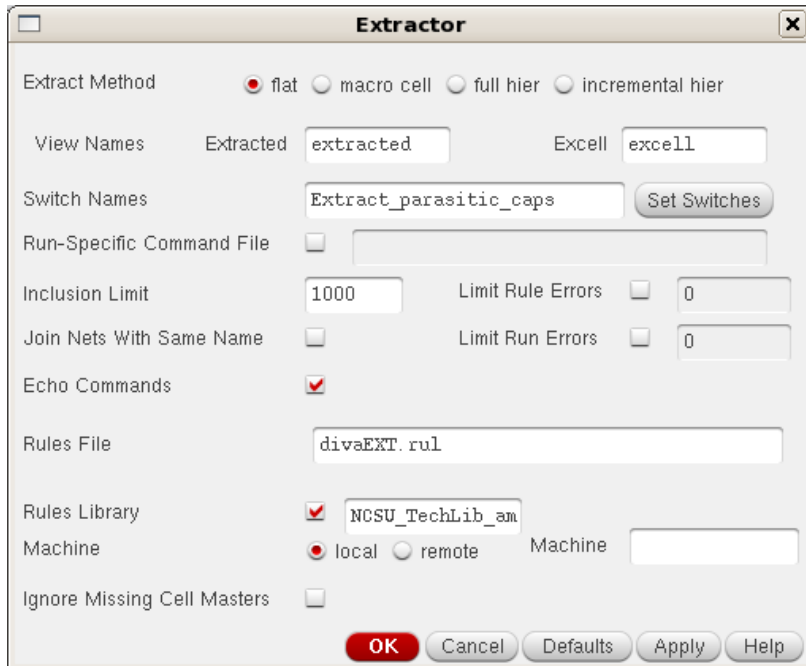 Extractor
Extract Method flat macro cell full hier incremental hier
View Names Extracted extracted Excell excell
Switch Names Extract_parasitic_caps Set Switches
Run-Specific Command File
Inclusion Limit 1000 Limit Rule Errors 0
Join Nets With Same Name Limit Run Errors 0
Echo Commands
Rules File divaEXT.rul
Rules Library NCSU_TechLib_am
Machine local remote Machine
Ignore Missing Cell Masters
OK Cancel Defaults Apply Help